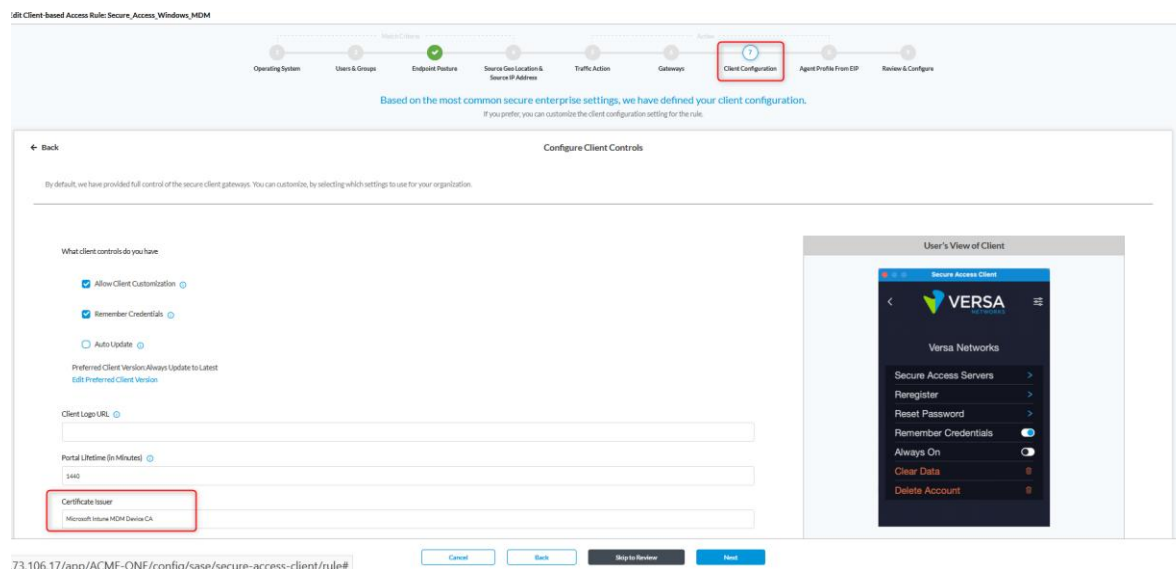 Edit Client-based Access Rule: Secure_Access_Windows_MDM
Match Criteria
Action
7
Operating System
Users & Groups
Endpoint Posture
Source Geo Location &
Source IP Address
Traffic Action
Gateways
Client Configuration
Agent Profile From EIP
Review & Configure
Based on the most common secure enterprise settings, we have defined your client configuration.
If you prefer, you can customize the client configuration setting for the rule.
← Back
Configure Client Controls
By default, we have provided full control of the secure client gateways. You can customize, by selecting which settings to use for your organization.
What client controls do you have
Allow Client Customization
Remember Credentials
Auto Update
Preferred Client Version:Always Update to Latest
Edit Preferred Client Version
Client Logo URL
Portal Lifetime (in Minutes)
1440
Certificate Issuer
Microsoft Intune MDM Device CA
User's View of Client
Secure Access Client
VERSA
NETWORKS
Versa Networks
Secure Access Servers
Reregister
Reset Password
Remember Credentials
Always On
Clear Data
Delete Account
Cancel
Back
Skip to Review
Next
73.106.17/app/ACME-ONE/config/sase/secure-access-client/rule#